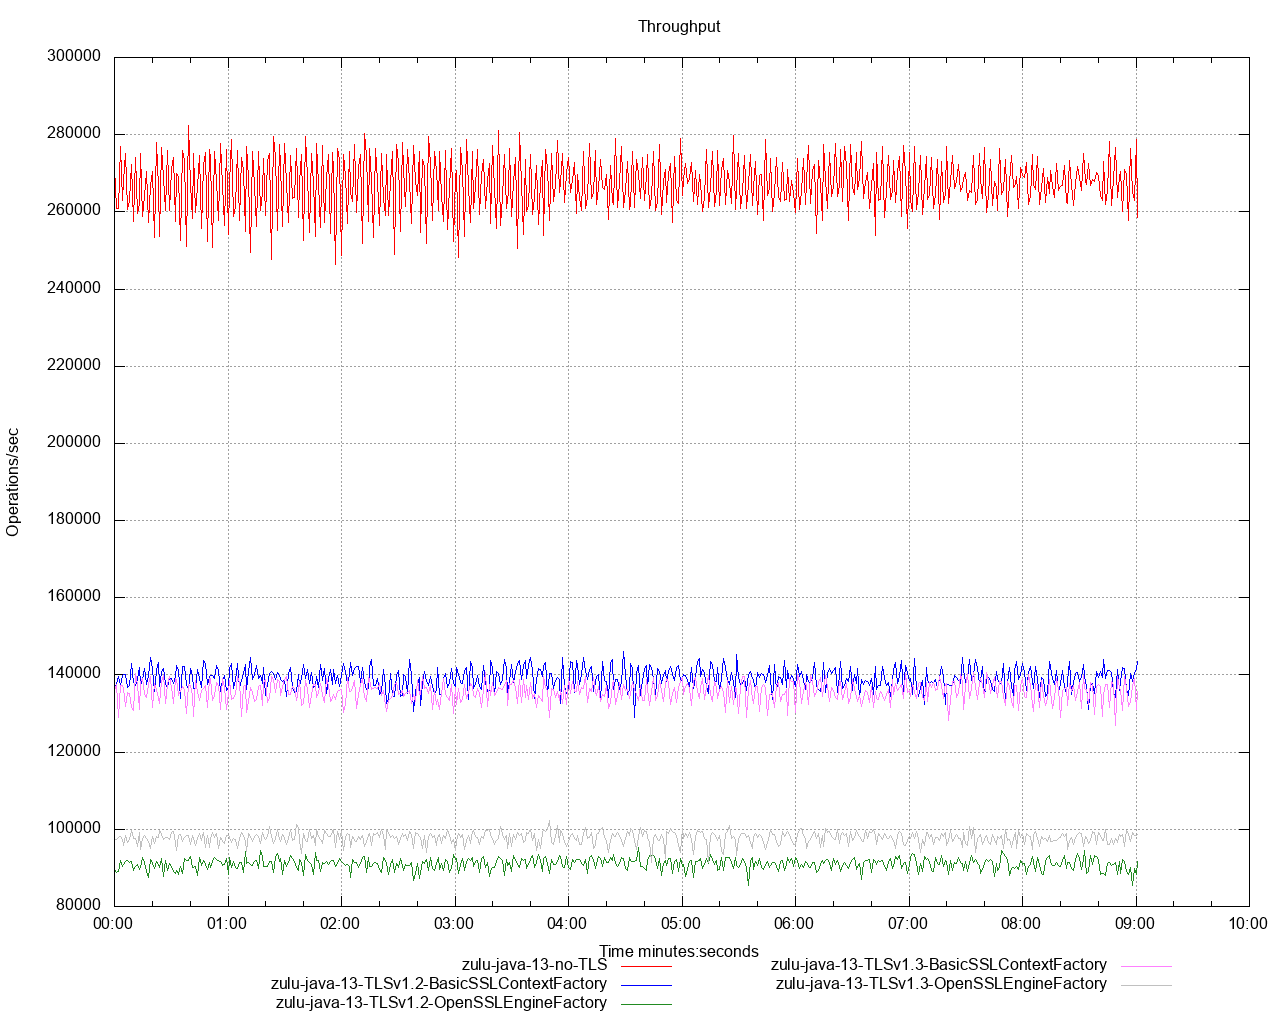 Throughput
300000
280000
260000
240000
220000
200000
180000
160000
140000
120000
100000
80000
Operations/sec
00:00 01:00 02:00 03:00 04:00 05:00 06:00 07:00 08:00 09:00 10:00
Time minutes:seconds
zulu-java-13-no-TLS
zulu-java-13-TLSv1.2-BasicSSLContextFactory
zulu-java-13-TLSv1.2-OpenSSLEngineFactory
zulu-java-13-TLSv1.3-BasicSSLContextFactory
zulu-java-13-TLSv1.3-OpenSSLEngineFactory